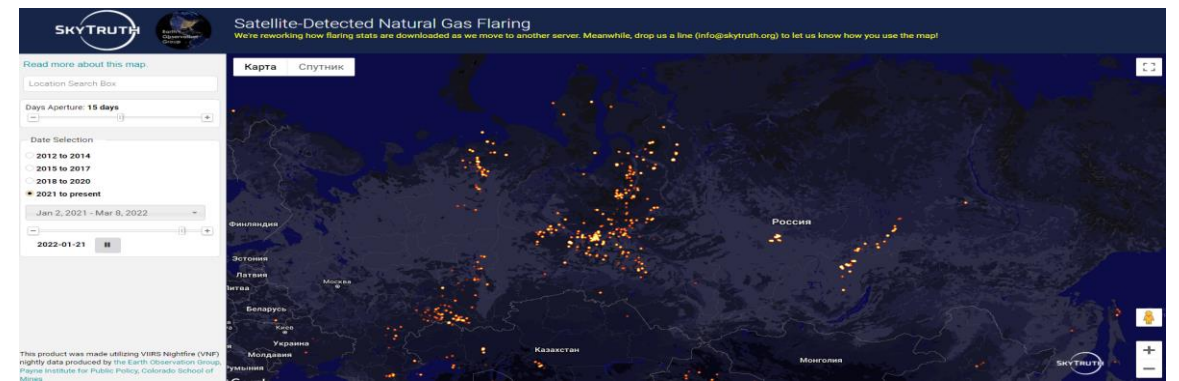 SKYTRUTH
Earth Observation Group
Satellite-Detected Natural Gas Flaring
We're reworking how flaring stats are downloaded as we move to another server. Meanwhile, drop us a line (info@skytruth.org) to let us know how you use the map!
Read more about this map.
Location Search Box
Days Aperture: 15 days
Date Selection
2012 to 2014
2015 to 2017
2018 to 2020
2021 to present
Jan 2, 2021 - Mar 8, 2022
2022-01-21
This product was made utilizing VIIRS Nightfire (VNF)
nightly data produced by the Earth Observation Group,
Payne Institute for Public Policy, Colorado School of
Mines.
Карта Спутник
Финляндия
Россия
Эстония
Латвия
Литва
Москва
Беларусь
Киев
Украина
Молдавия
Казахстан
Монголия
Румыния
SKYTRUTH